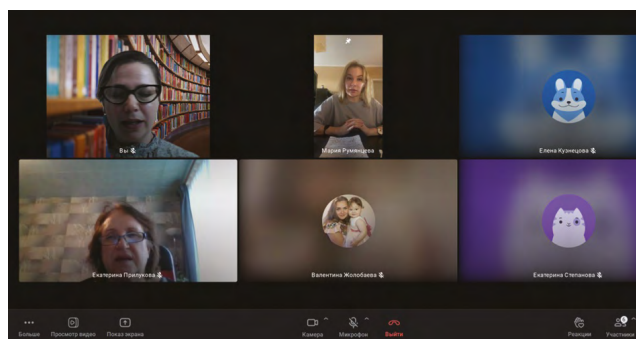 Вы
Мария Румянцева
Елена Кузнецова
Екатерина Прилукова
Валентина Жолобаева
Екатерина Степанова
Больше
Просмотр видео
Показ экрана
Камера
Микрофон
Выйти
Реакции
6
Участники